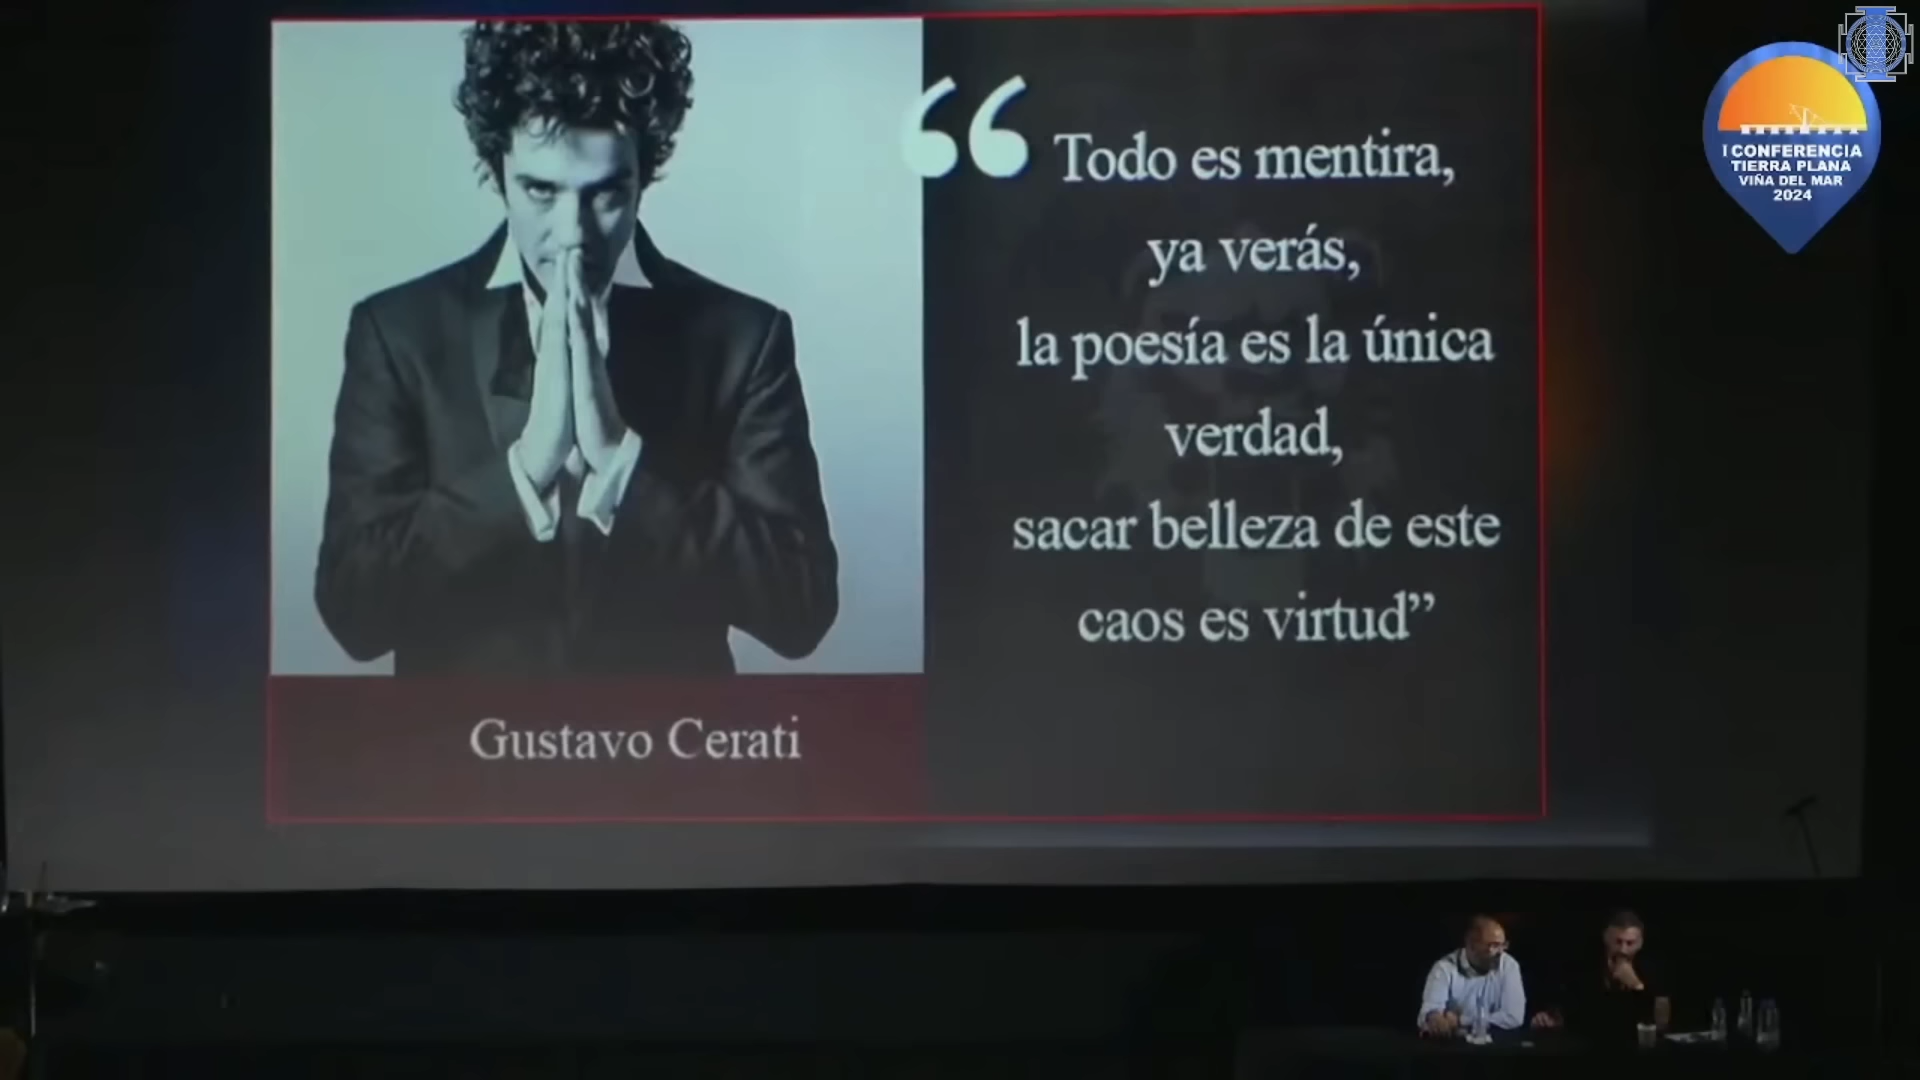 “ Todo es mentira,
ya verás,
la poesía es la única
verdad,
sacar belleza de este
caos es virtud”
Gustavo Cerati
I CONFERENCIA
TIERRA PLANA
VIÑA DEL MAR
2024